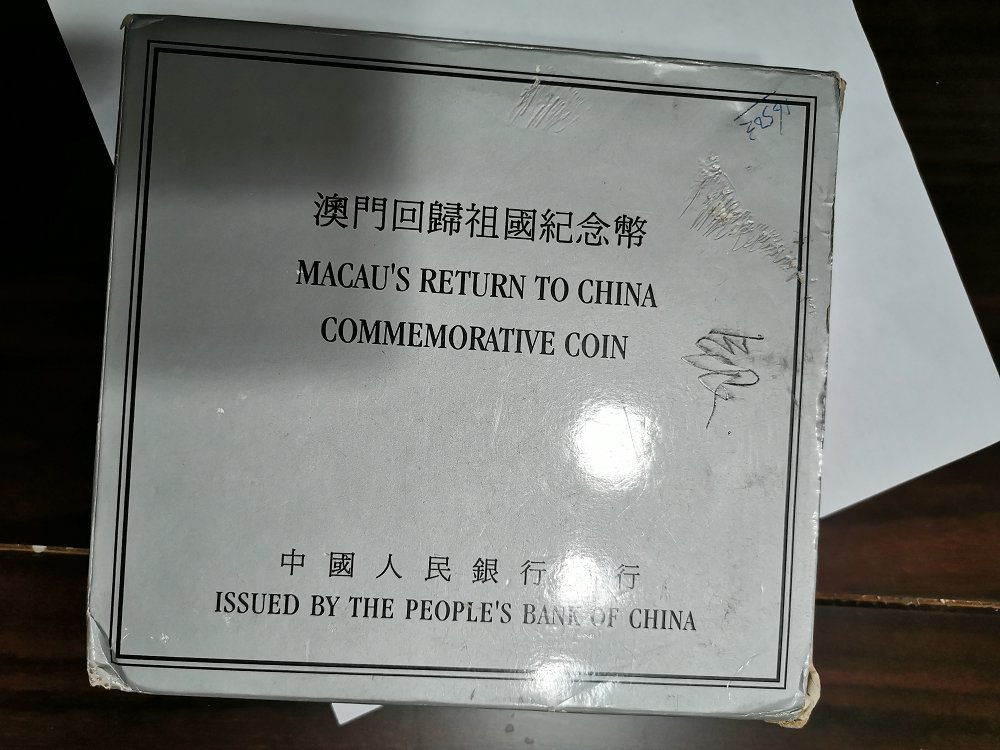 澳門回歸祖國紀念幣
MACAU'S RETURN TO CHINA
COMMEMORATIVE COIN
中國人民銀行 行
ISSUED BY THE PEOPLE'S BANK OF CHINA